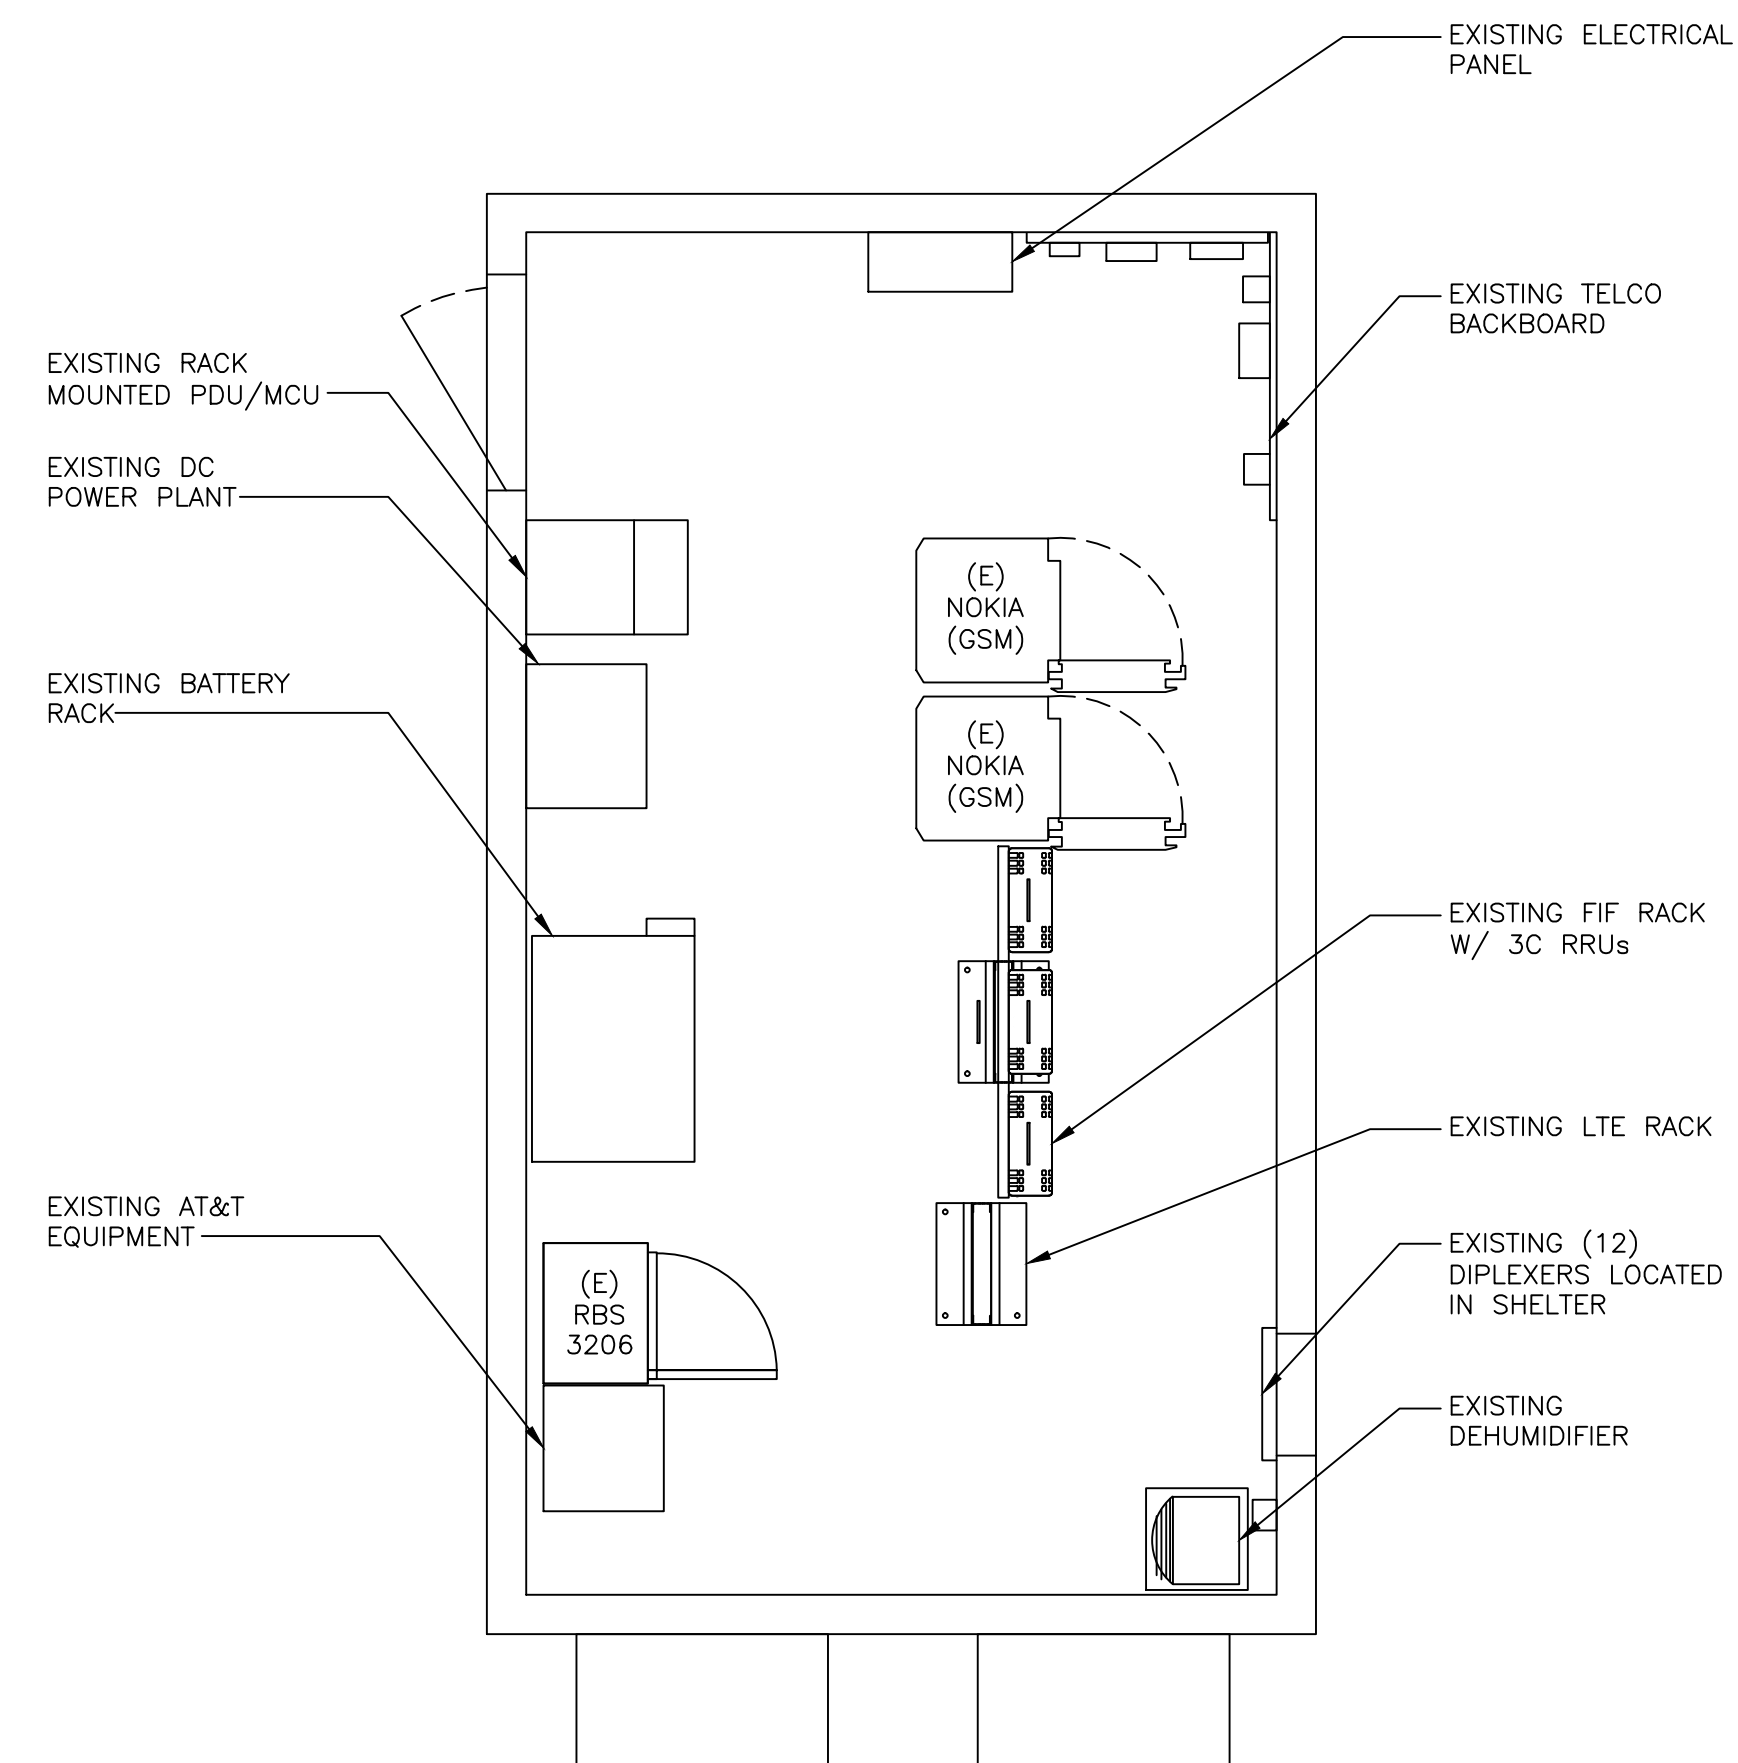 EXISTING ELECTRICAL
PANEL
EXISTING TELCO
BACKBOARD
EXISTING RACK
MOUNTED PDU/MCU
EXISTING DC
POWER PLANT
(E)
NOKIA
(GSM)
EXISTING BATTERY
RACK
(E)
NOKIA
(GSM)
EXISTING FIF RACK
W/ 3C RRUs
EXISTING LTE RACK
EXISTING AT&T
EQUIPMENT
EXISTING (12)
DIPLEXERS LOCATED
IN SHELTER
(E)
RBS
3206
EXISTING
DEHUMIDIFIER